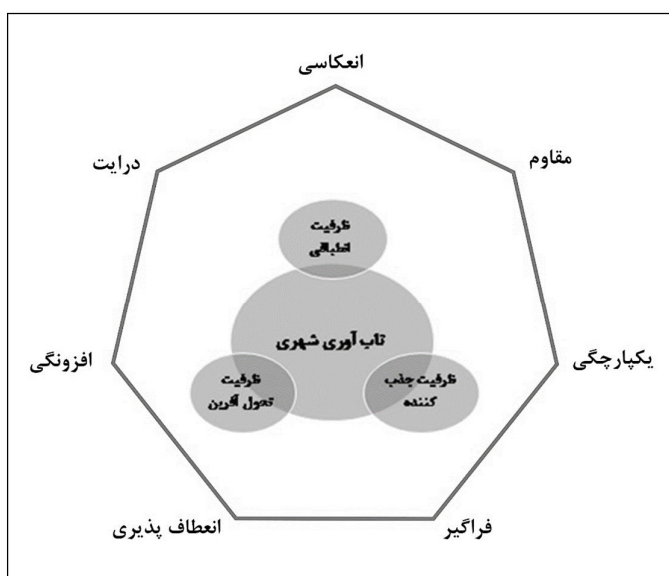 انعکاسی
مقاوم
درایت
ظرفیت
انطباقی
تاب آوری شهری
یکپارچگی
افزونگی
ظرفیت جذب
کننده
ظرفیت
تحول آفرین
فراگیر
انعطاف پذیری